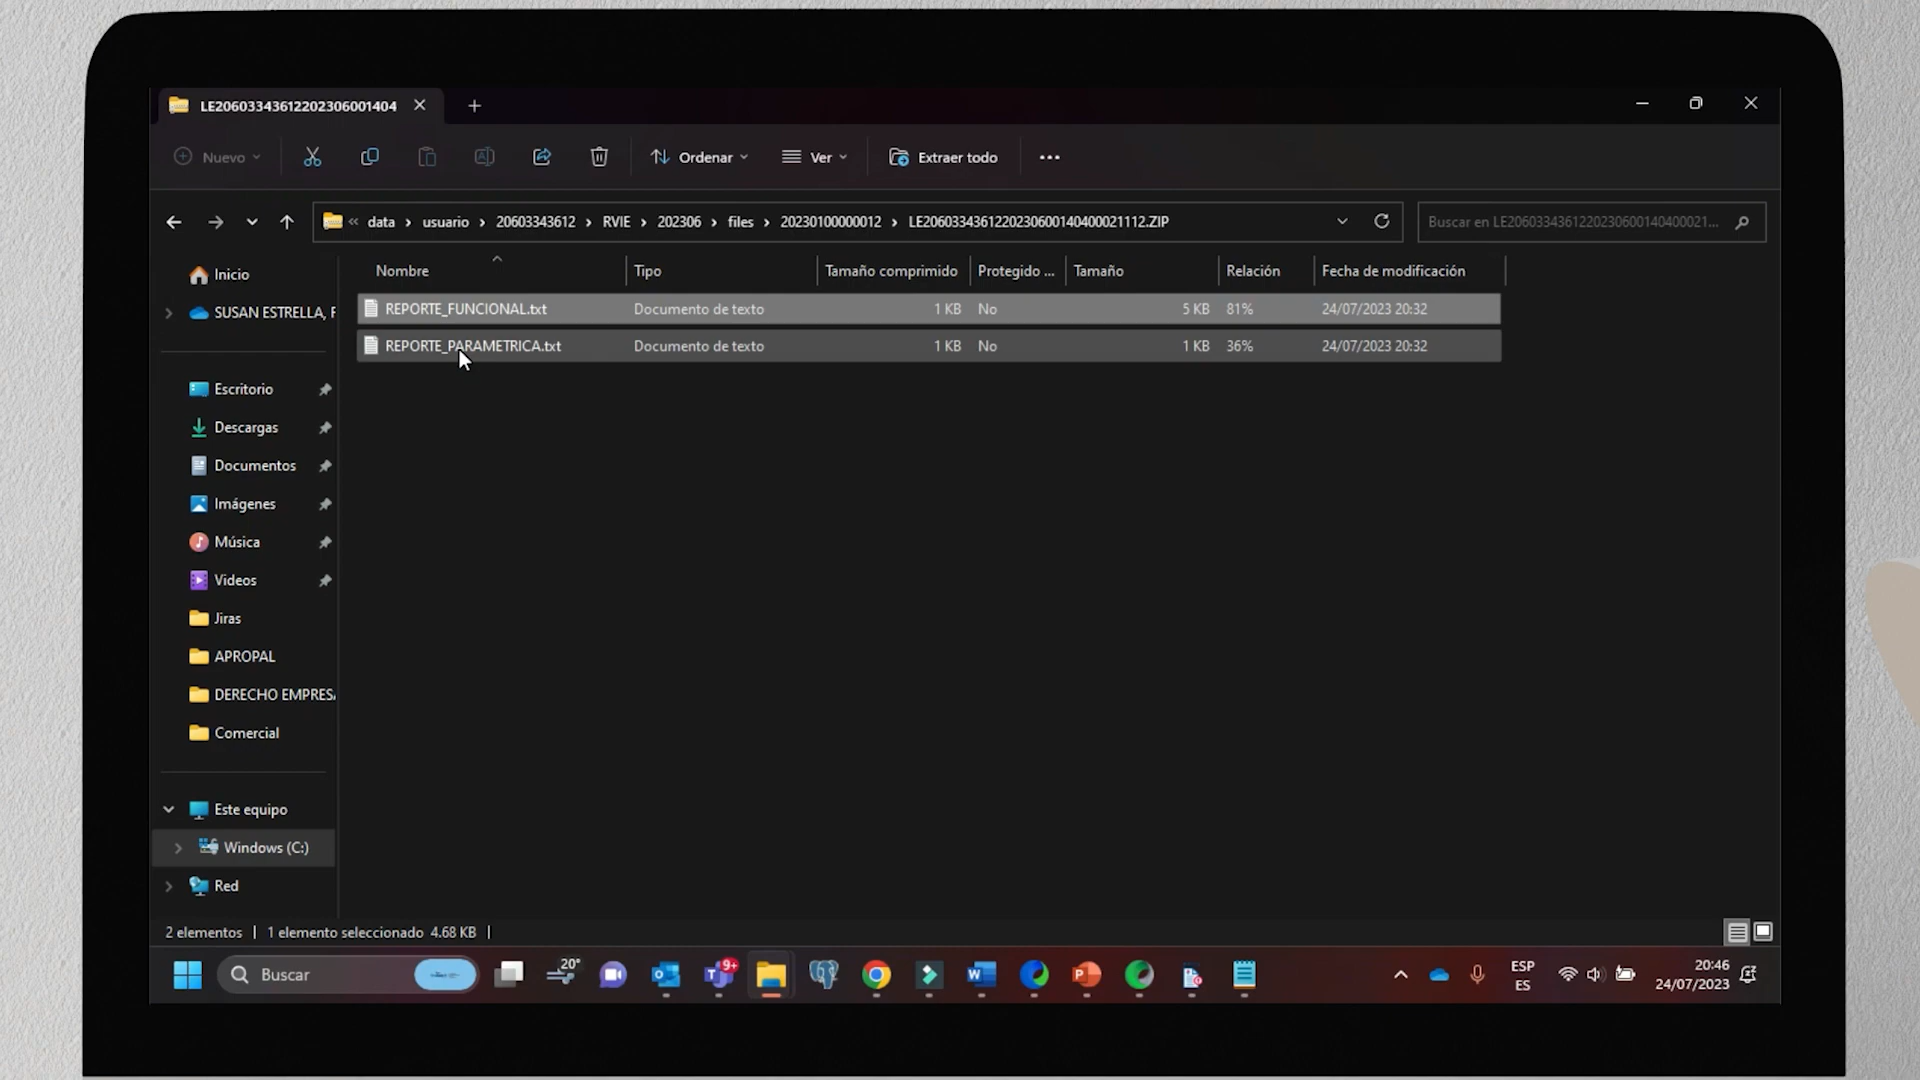 LE20603343612202306001404
Nuevo
Ordenar
Ver
Extraer todo
data
usuario
20603343612
RVIE
202306
files
20230100000012
LE2060334361220230600140400021112.ZIP
Buscar en LE2060334361220230600140400021...
Nombre
Tipo
Tamaño comprimido
Protegido ...
Tamaño
Relación
Fecha de modificación
REPORTE_FUNCIONAL.txt
Documento de texto
1 KB
No
5 KB
81%
24/07/2023 20:32
REPORTE_PARAMETRICA.txt
Documento de texto
1 KB
No
1 KB
36%
24/07/2023 20:32
Inicio
SUSAN ESTRELLA, F
Escritorio
Descargas
Documentos
Imágenes
Música
Videos
Jiras
APROPAL
DERECHO EMPRESA
Comercial
Este equipo
Windows (C:)
Red
2 elementos
1 elemento seleccionado 4.68 KB
Buscar
20°
9+
ESP
ES
20:46
24/07/2023